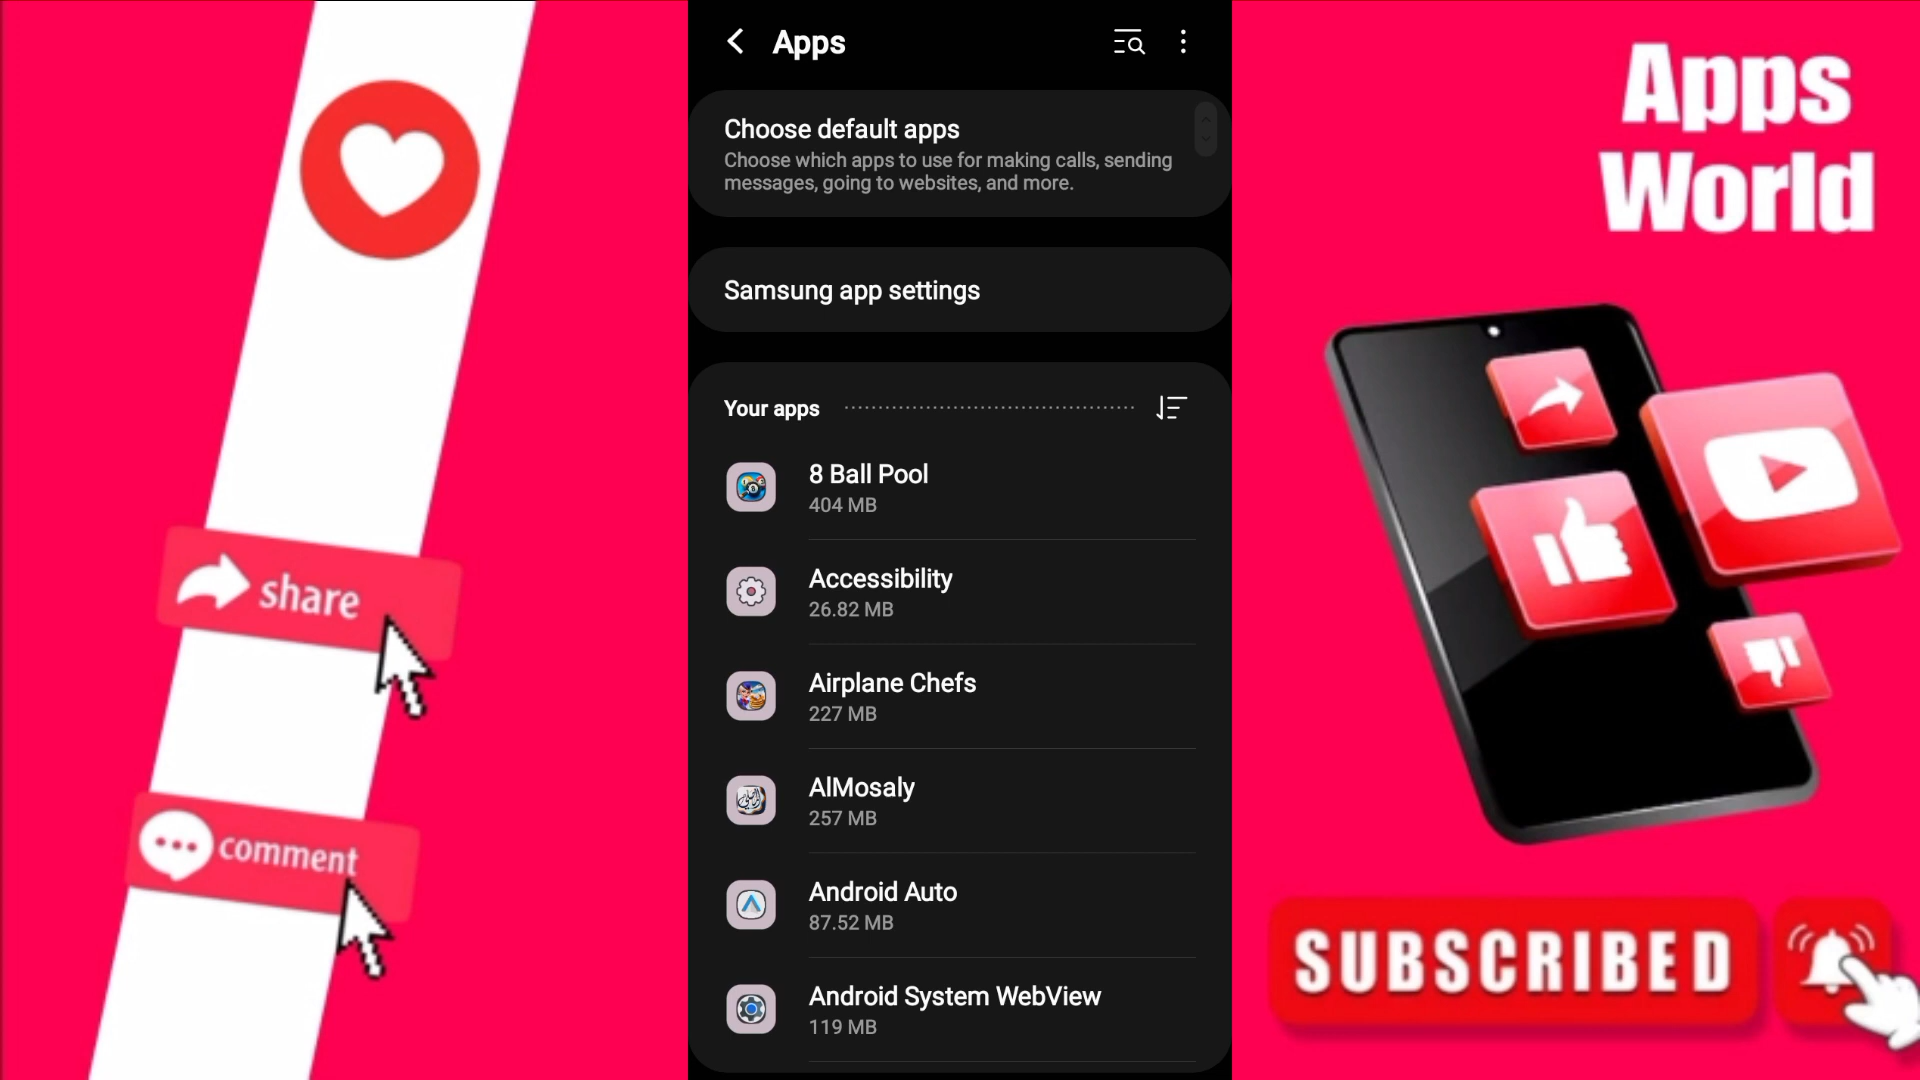 Apps
Choose default apps
Choose which apps to use for making calls, sending
messages, going to websites, and more.
Samsung app settings
Your apps
8 Ball Pool
404 MB
Accessibility
26.82 MB
Airplane Chefs
227 MB
AlMosaly
257 MB
Android Auto
87.52 MB
Android System WebView
119 MB
share
comment
Apps
World
SUBSCRIBED